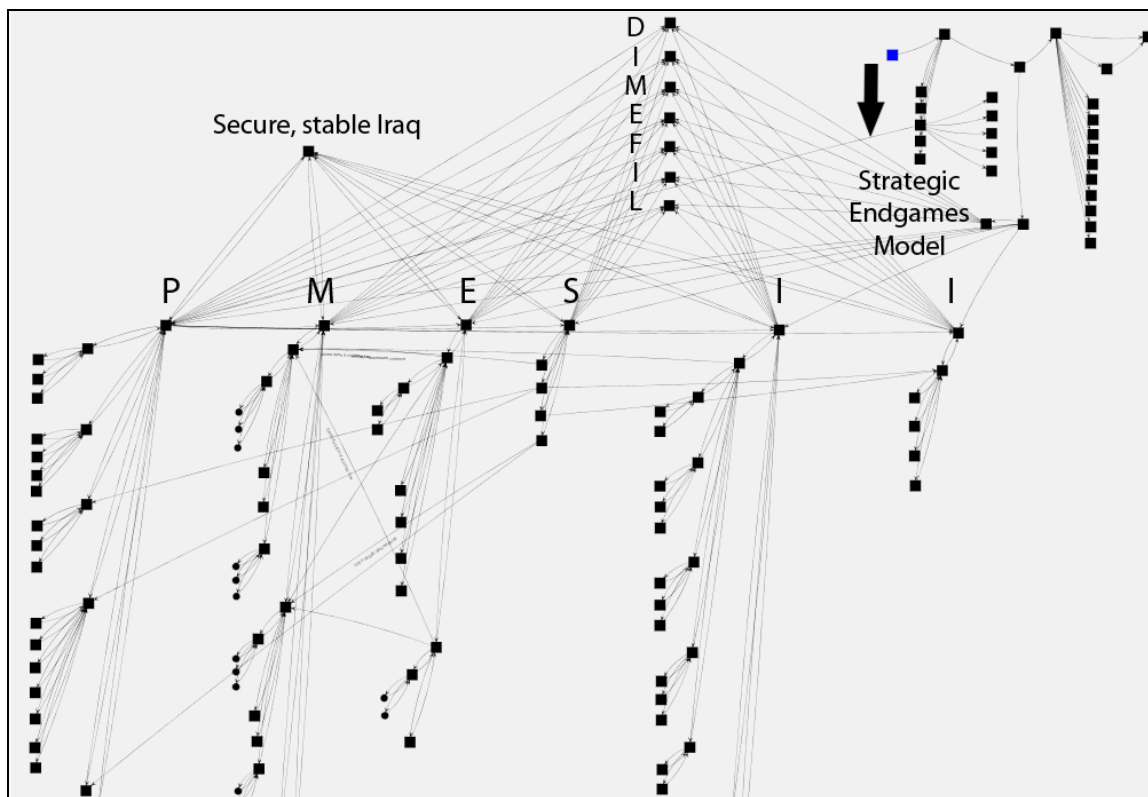 D
I
M
E
F
I
L
Secure, stable Iraq
Strategic
Endgames
Model
P M E S I I